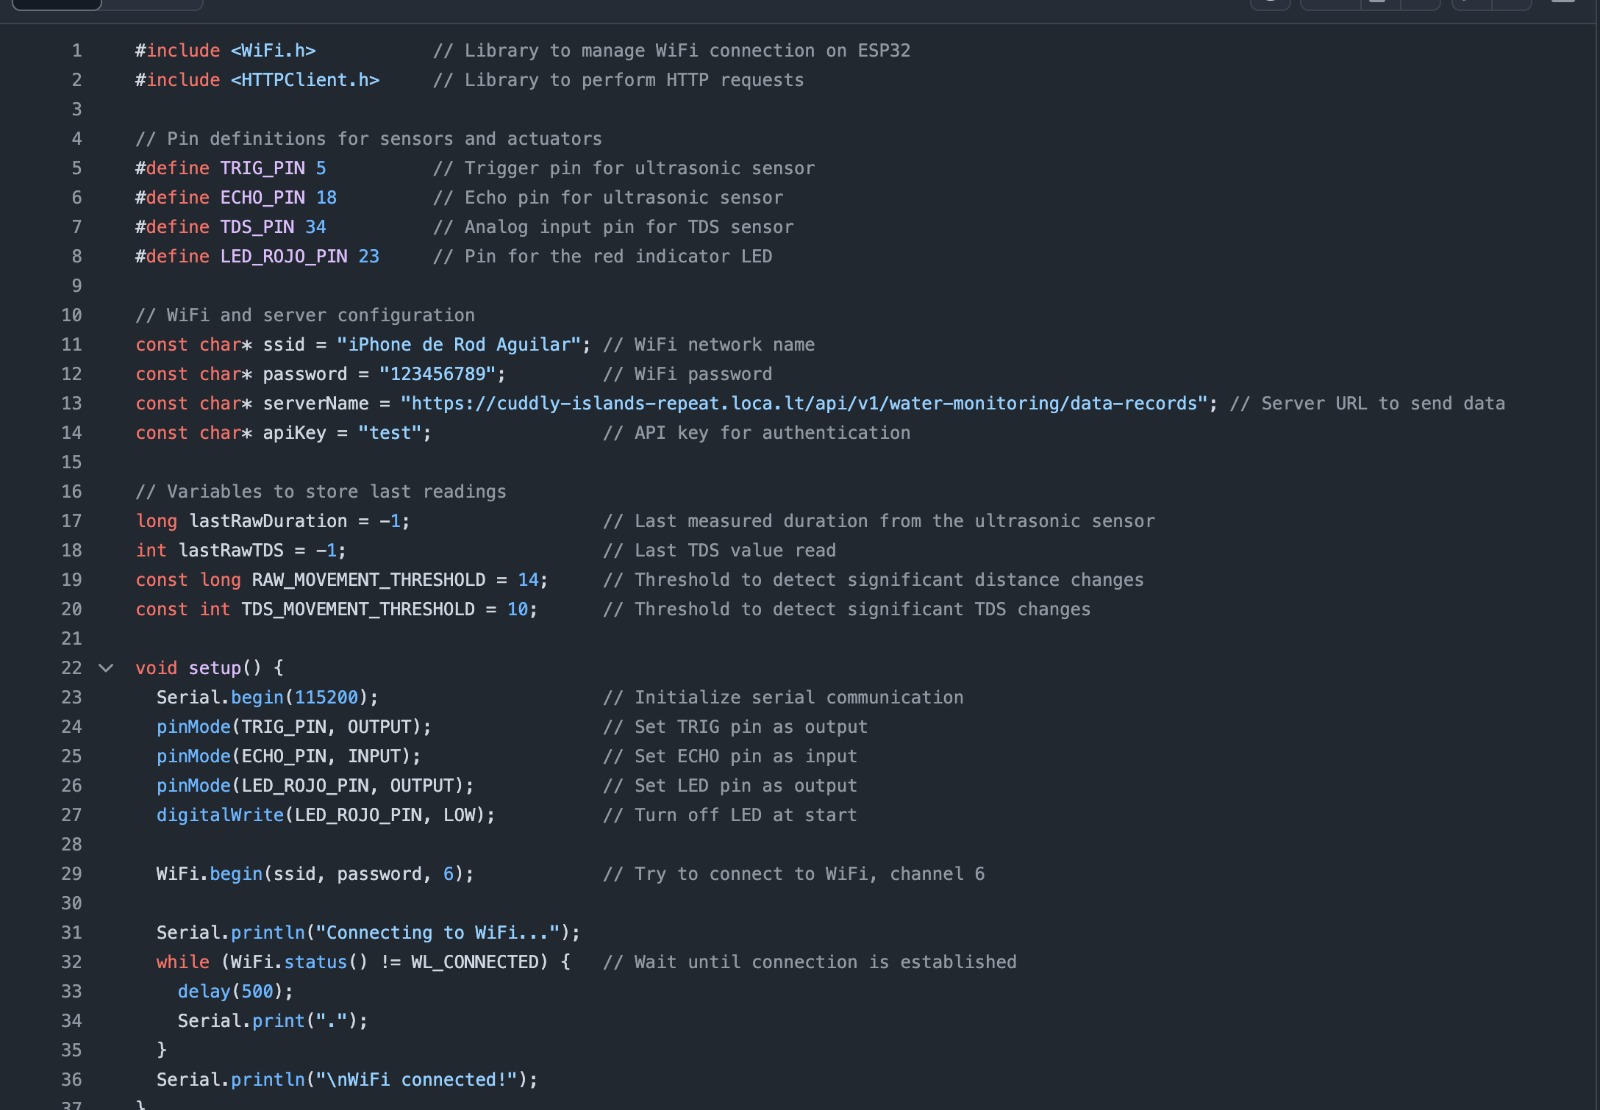 1 #include <WiFi.h> // Library to manage WiFi connection on ESP32
2 #include <HTTPClient.h> // Library to perform HTTP requests
3
4 // Pin definitions for sensors and actuators
5 #define TRIG_PIN 5 // Trigger pin for ultrasonic sensor
6 #define ECHO_PIN 18 // Echo pin for ultrasonic sensor
7 #define TDS_PIN 34 // Analog input pin for TDS sensor
8 #define LED_ROJO_PIN 23 // Pin for the red indicator LED
9
10 // WiFi and server configuration
11 const char* ssid = "iPhone de Rod Aguilar"; // WiFi network name
12 const char* password = "123456789"; // WiFi password
13 const char* serverName = "https://cuddly-islands-repeat.loca.lt/api/v1/water-monitoring/data-records"; // Server URL to send data
14 const char* apiKey = "test"; // API key for authentication
15
16 // Variables to store last readings
17 long lastRawDuration = -1; // Last measured duration from the ultrasonic sensor
18 int lastRawTDS = -1; // Last TDS value read
19 const long RAW_MOVEMENT_THRESHOLD = 14; // Threshold to detect significant distance changes
20 const int TDS_MOVEMENT_THRESHOLD = 10; // Threshold to detect significant TDS changes
21
22 void setup() {
23 Serial.begin(115200); // Initialize serial communication
24 pinMode(TRIG_PIN, OUTPUT); // Set TRIG pin as output
25 pinMode(ECHO_PIN, INPUT); // Set ECHO pin as input
26 pinMode(LED_ROJO_PIN, OUTPUT); // Set LED pin as output
27 digitalWrite(LED_ROJO_PIN, LOW); // Turn off LED at start
28
29 WiFi.begin(ssid, password, 6); // Try to connect to WiFi, channel 6
30
31 Serial.println("Connecting to WiFi...");
32 while (WiFi.status() != WL_CONNECTED) { // Wait until connection is established
33 delay(500);
34 Serial.print(".");
35 }
36 Serial.println("\nWiFi connected!");
37 }